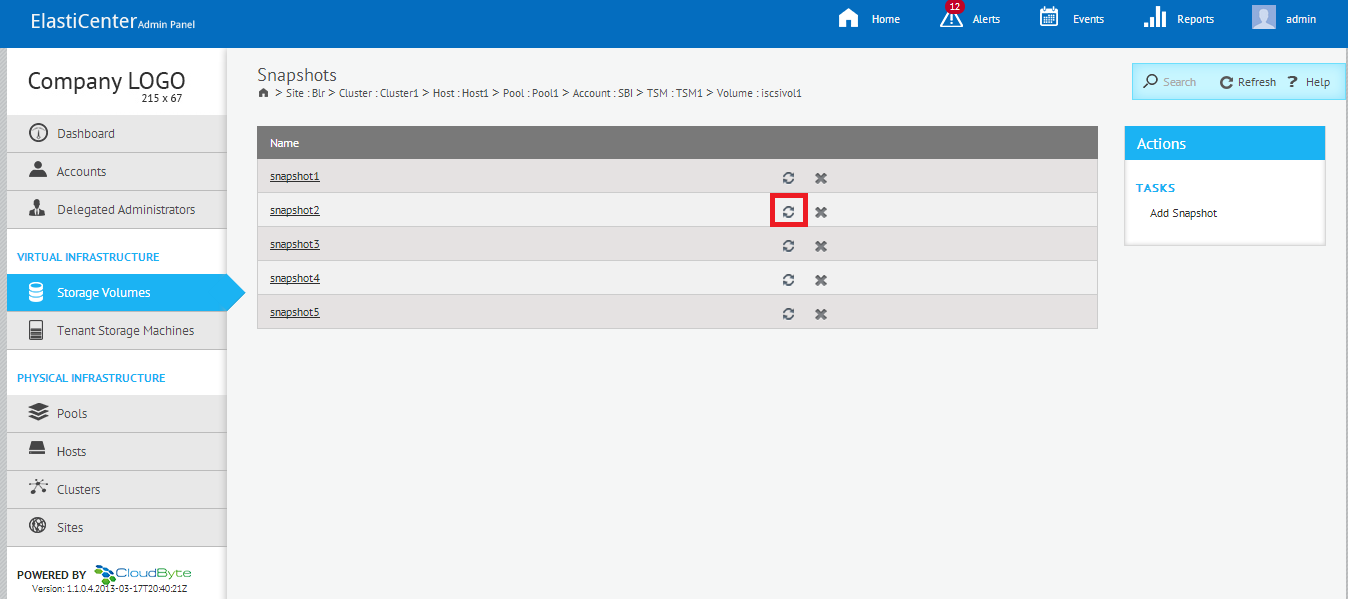 ElastiCenter Admin Panel
Home
12
Alerts
Events
Reports
admin
Company LOGO
215 x 67
Dashboard
Accounts
Delegated Administrators
VIRTUAL INFRASTRUCTURE
Storage Volumes
Tenant Storage Machines
PHYSICAL INFRASTRUCTURE
Pools
Hosts
Clusters
Sites
POWERED BY CloudByte
Version: 1.1.0.4.2013-03-17T20:40:21Z
Snapshots
> Site : Blr > Cluster : Cluster1 > Host : Host1 > Pool : Pool1 > Account : SBI > TSM : TSM1 > Volume : iscsivol1
Search
Refresh
? Help
Name
snapshot1
snapshot2
snapshot3
snapshot4
snapshot5
Actions
TASKS
Add Snapshot